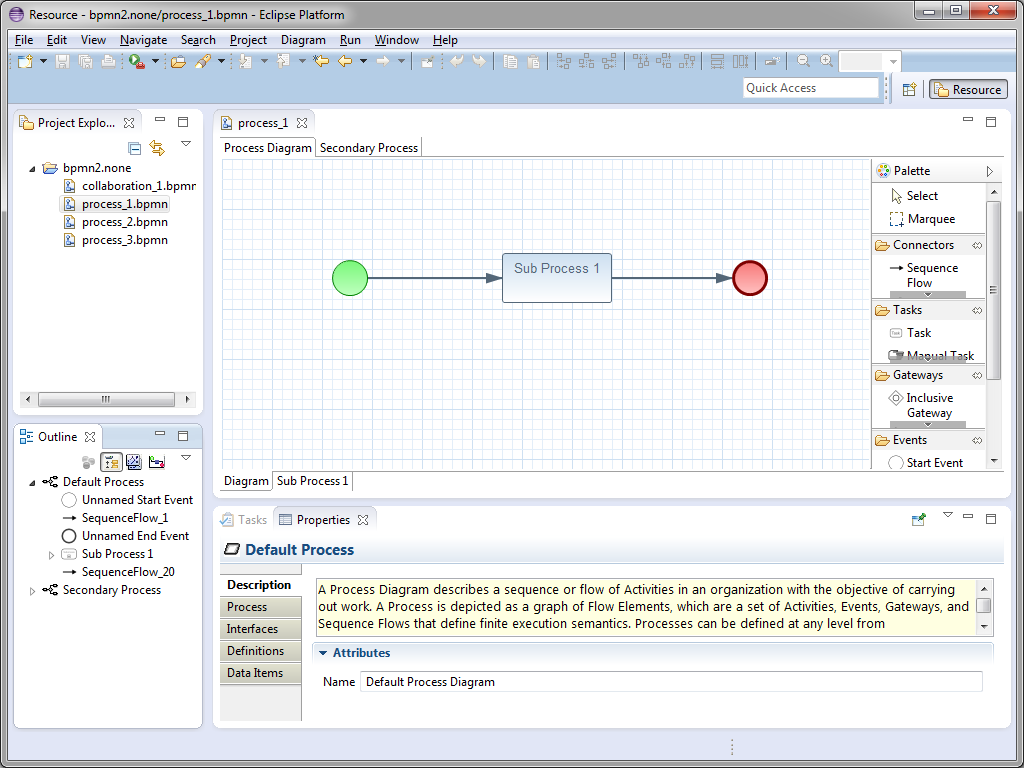 Resource - bpmn2.none/process_1.bpmn - Eclipse Platform
File Edit View Navigate Search Project Diagram Run Window Help
Quick Access
Resource
Project Explo...
bpmn2.none
collaboration_1.bpmn
process_1.bpmn
process_2.bpmn
process_3.bpmn
process_1
Process Diagram
Secondary Process
Sub Process 1
Diagram
Sub Process 1
Palette
Select
Marquee
Connectors
Sequence
Flow
Tasks
Task
Manual Task
Gateways
Inclusive
Gateway
Events
Start Event
Outline
Default Process
Unnamed Start Event
SequenceFlow_1
Unnamed End Event
Sub Process 1
SequenceFlow_20
Secondary Process
Tasks
Properties
Default Process
Description
Process
Interfaces
Definitions
Data Items
A Process Diagram describes a sequence or flow of Activities in an organization with the objective of carrying
out work. A Process is depicted as a graph of Flow Elements, which are a set of Activities, Events, Gateways, and
Sequence Flows that define finite execution semantics. Processes can be defined at any level from
Attributes
Name Default Process Diagram